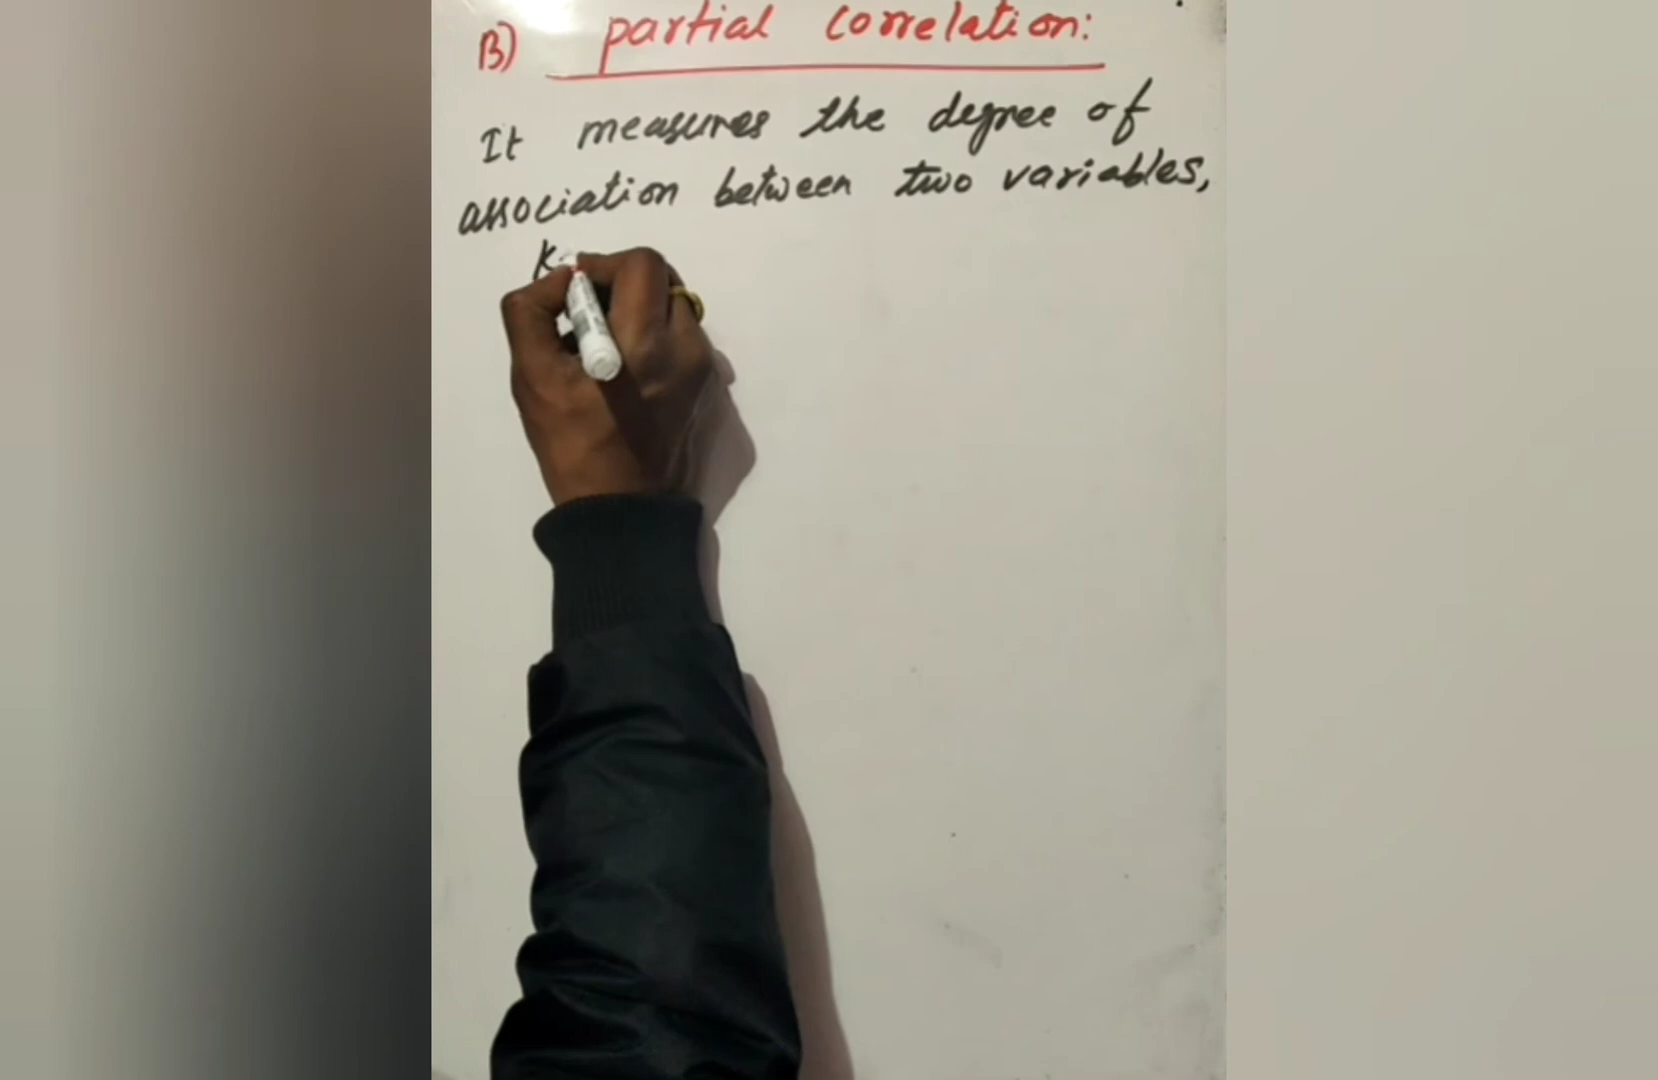 B) partial correlation:
It measures the degree of
association between two variables,
K